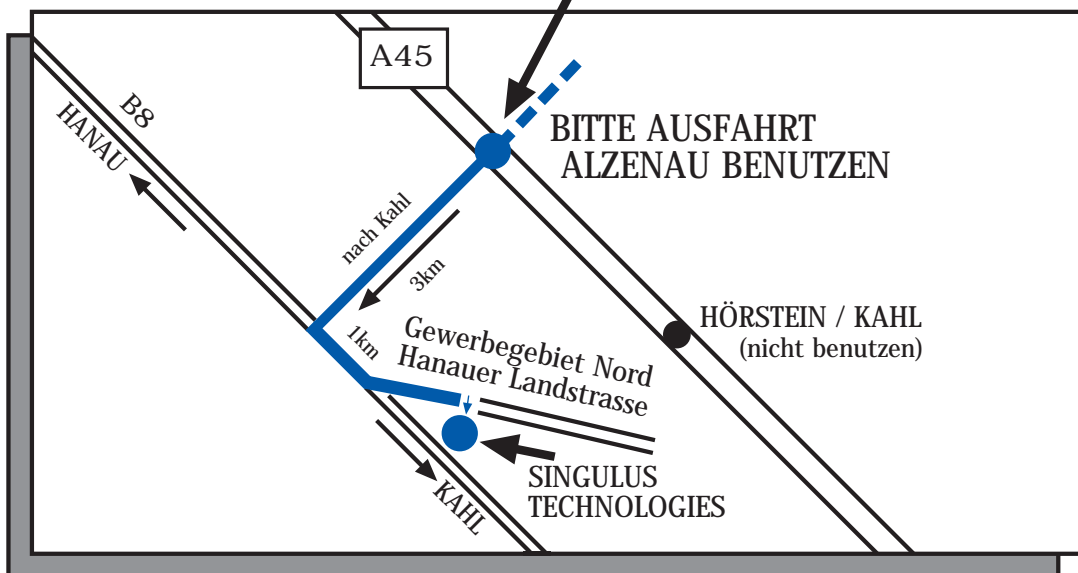 A45
B8
HANAU
BITTE AUSFAHRT
ALZENAU BENUTZEN
nach Kahl
3km
HÖRSTEIN / KAHL
(nicht benutzen)
1km
Gewerbegebiet Nord
Hanauer Landstrasse
SINGULUS
TECHNOLOGIES
KAHL